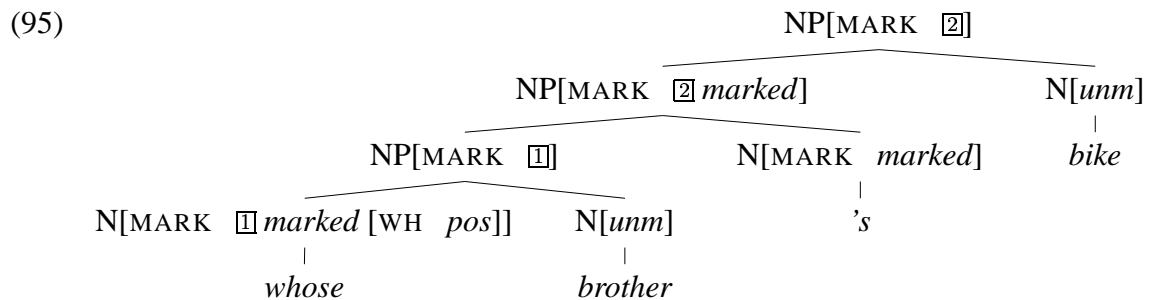 (95) NP[MARK 2]
NP[MARK 2 marked] N[unm]
NP[MARK 1] N[MARK marked] bike
N[MARK 1 marked [WH pos]] N[unm] 's
whose brother